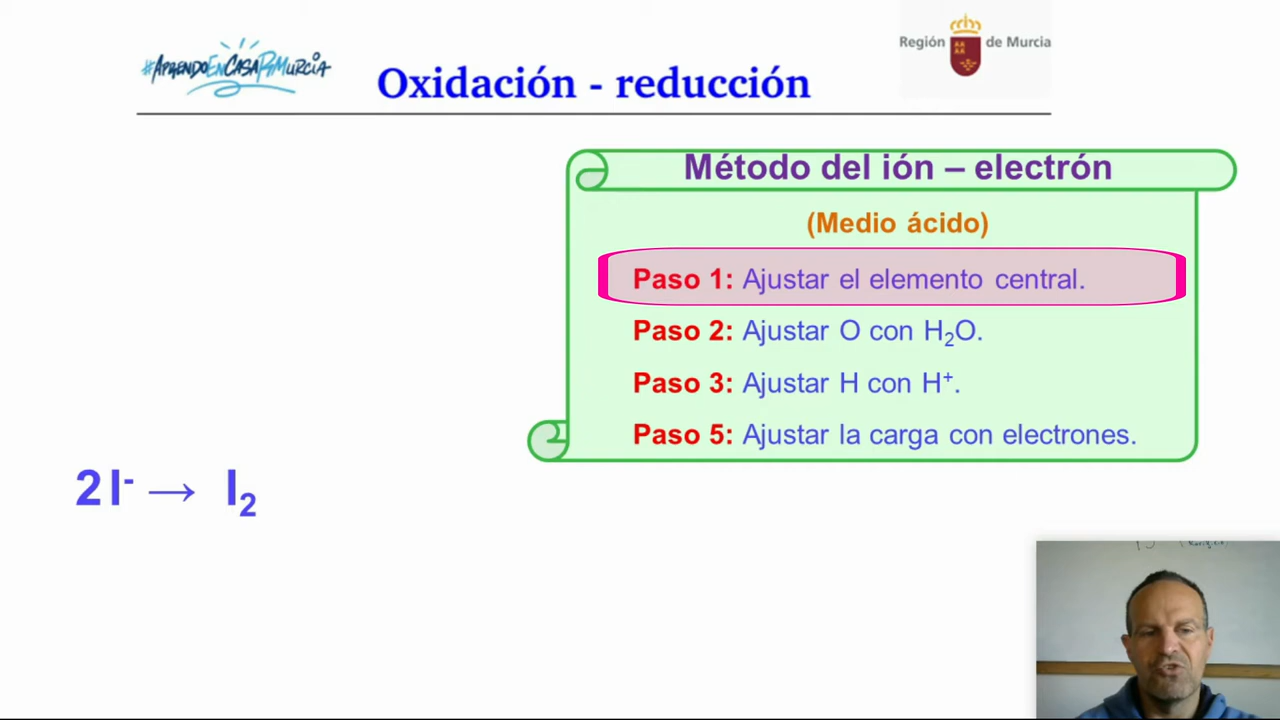 #AprendoEnCasaRMurcia
Región de Murcia
Oxidación - reducción
Método del ión – electrón
(Medio ácido)
Paso 1: Ajustar el elemento central.
Paso 2: Ajustar O con H₂O.
Paso 3: Ajustar H con H⁺.
Paso 5: Ajustar la carga con electrones.
2 I⁻ → I₂